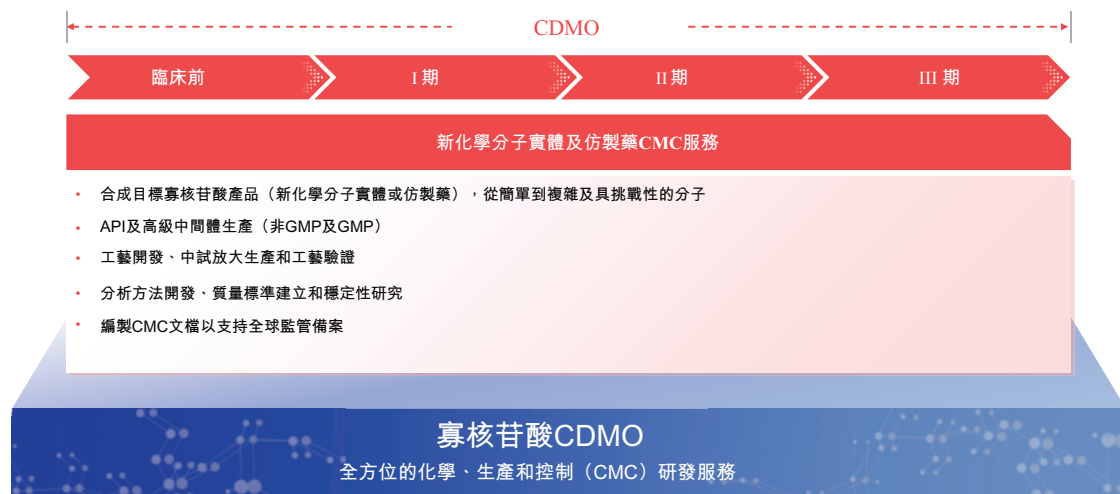 CDMO
臨床前
I 期
II 期
III 期
新化學分子實體及仿製藥CMC服務
• 合成目標寡核苷酸產品（新化學分子實體或仿製藥），從簡單到複雜及具挑戰性的分子
• API及高級中間體生產（非GMP及GMP）
• 工藝開發、中試放大生產和工藝驗證
• 分析方法開發、質量標準建立和穩定性研究
• 編製CMC文檔以支持全球監管備案
寡核苷酸CDMO
全方位的化學、生產和控制（CMC）研發服務